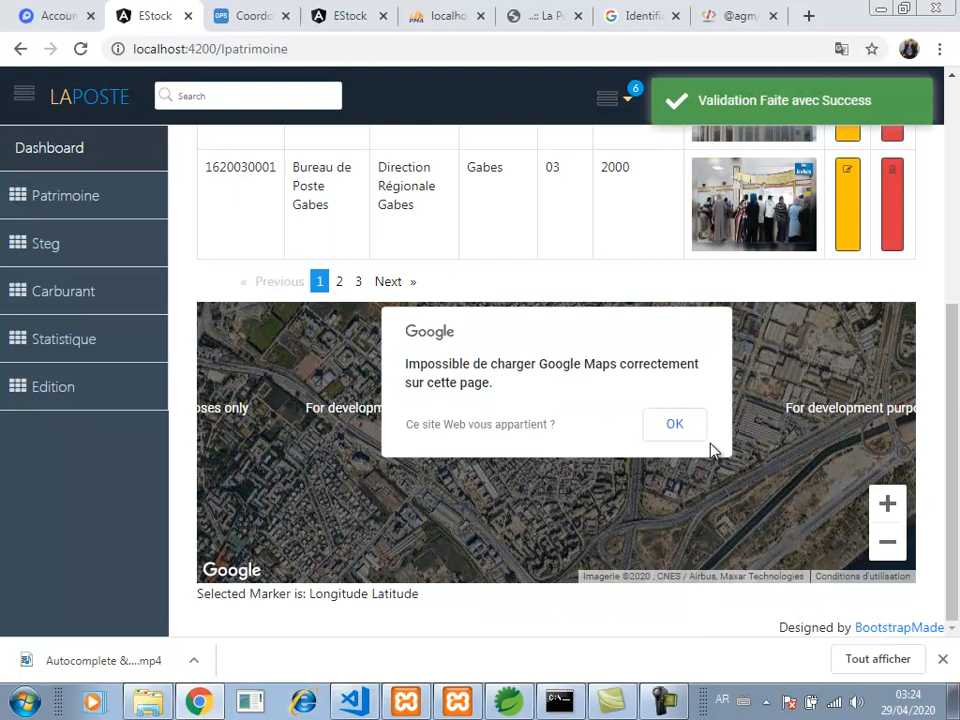 Accoun
EStock
Coordo
EStock
localho
..:: La Po
Identifi
@agm/
localhost:4200/lpatrimoine
LAPOSTE
Search
6
Validation Faite avec Success
Dashboard
Patrimoine
Steg
Carburant
Statistique
Edition
1620030001
Bureau de
Poste
Gabes
Direction
Régionale
Gabes
Gabes
03
2000
« Previous 1 2 3 Next »
Google
Impossible de charger Google Maps correctement
sur cette page.
Ce site Web vous appartient ?
OK
oses only
For developm
For development purpo
Google
Imagerie ©2020 , CNES / Airbus, Maxar Technologies
Conditions d'utilisation
Selected Marker is: Longitude Latitude
Designed by BootstrapMade
Autocomplete &....mp4
Tout afficher
AR
03:24
29/04/2020